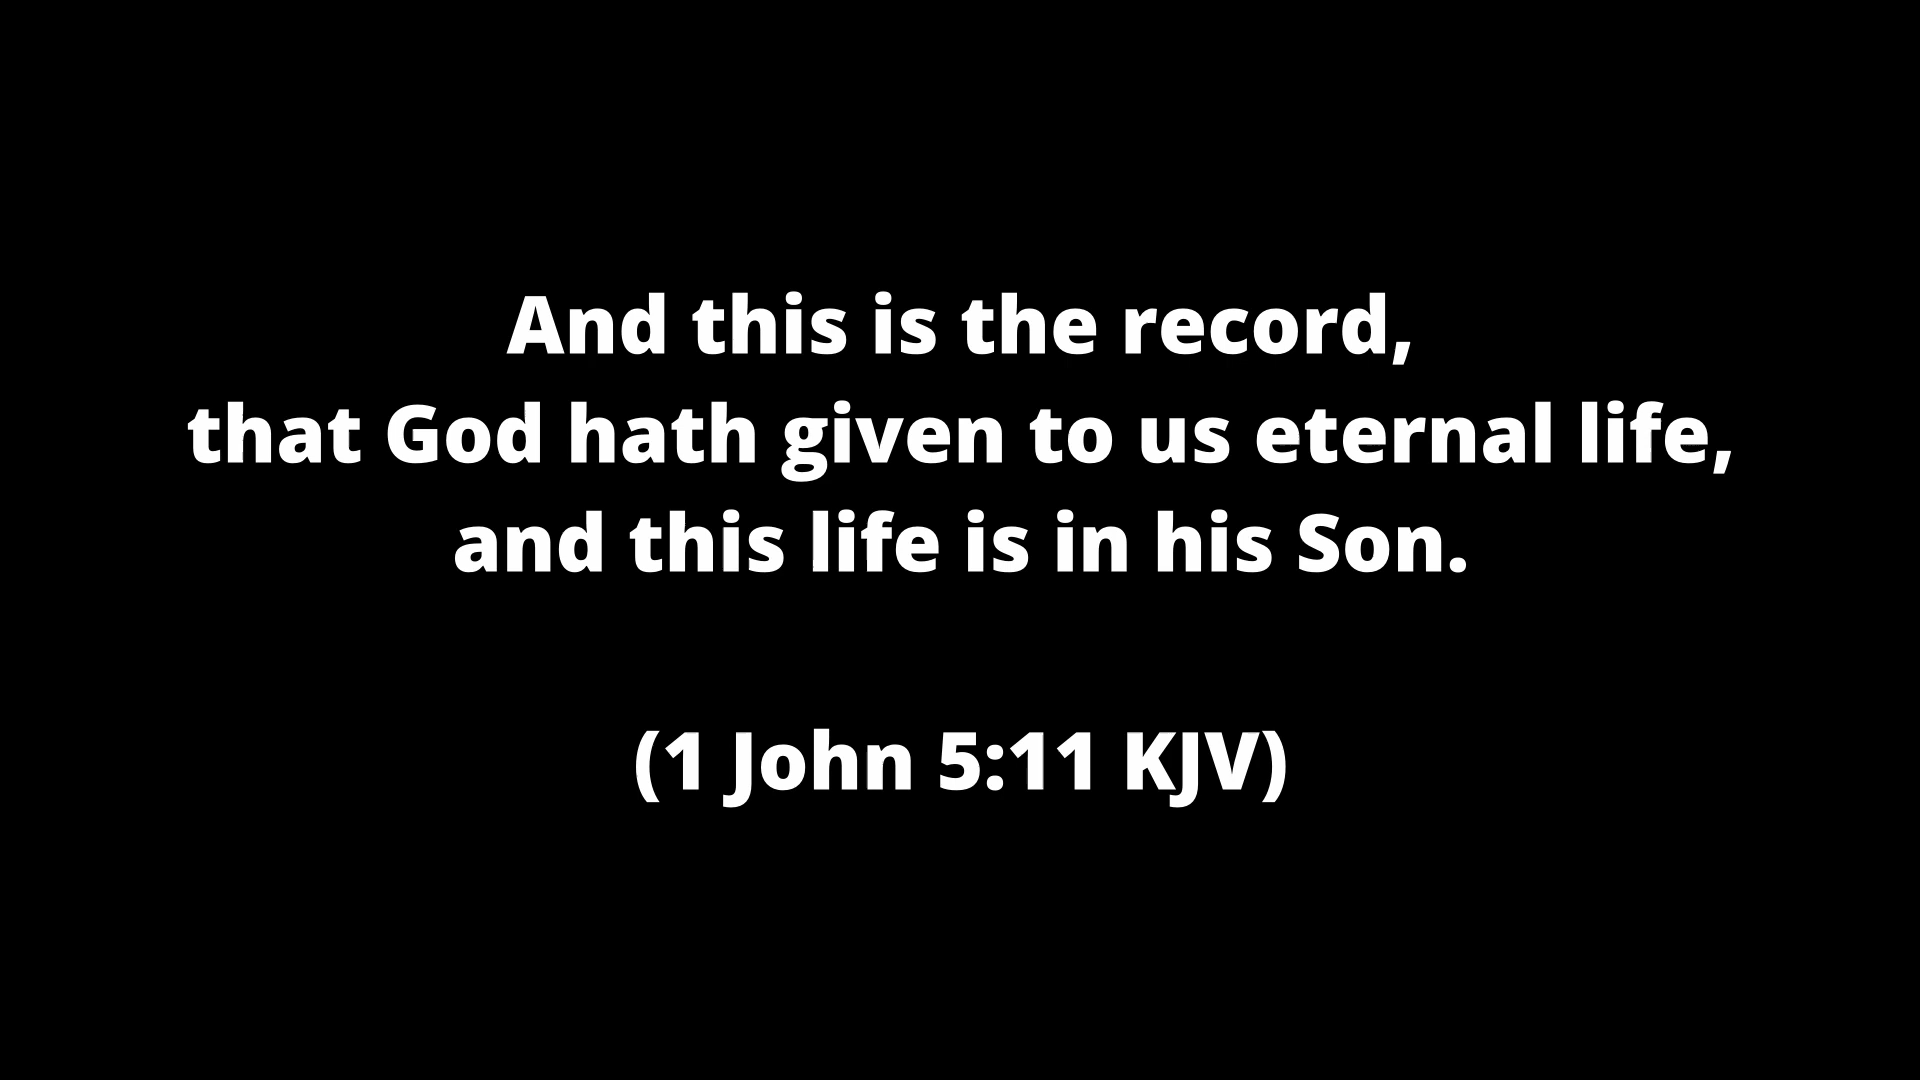 And this is the record,
that God hath given to us eternal life,
and this life is in his Son.
(1 John 5:11 KJV)